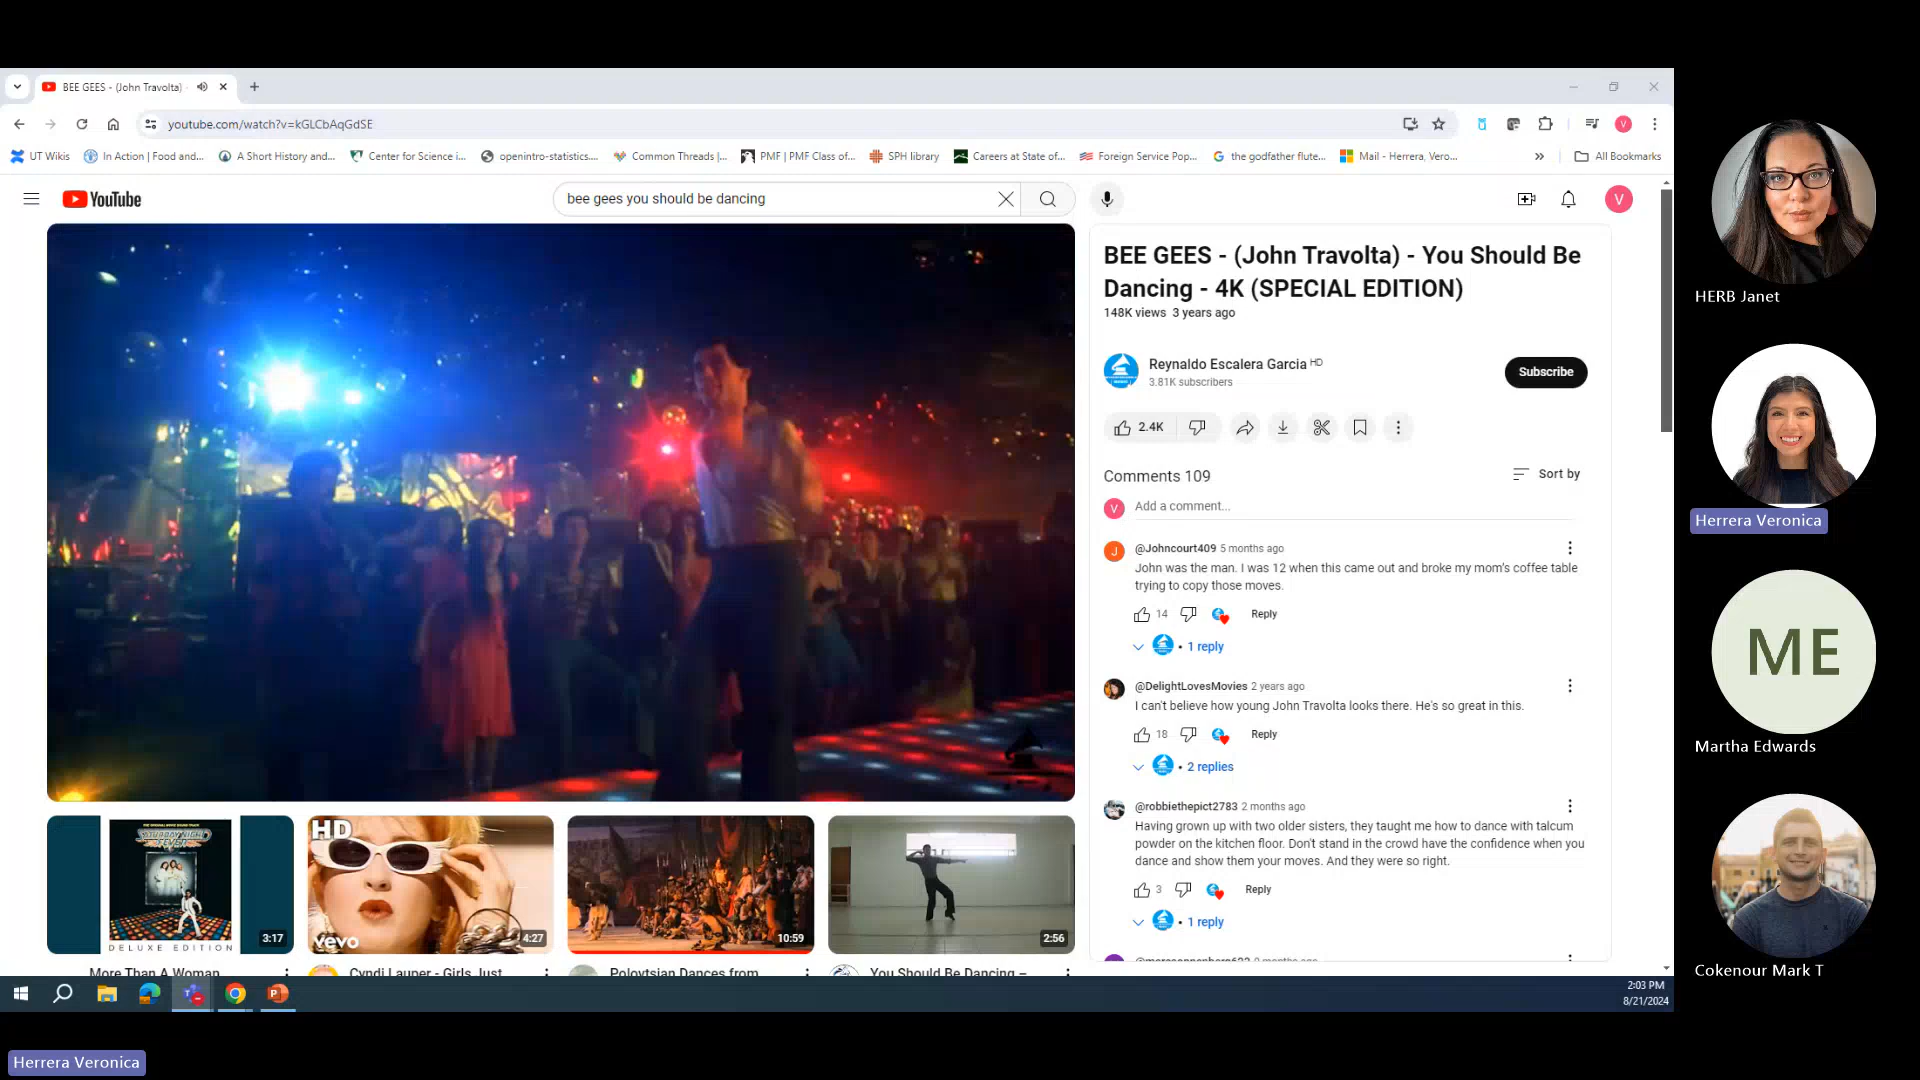 BEE GEES - (John Travolta)
youtube.com/watch?v=kGLCbAqGdSE
V
UT Wikis
In Action | Food and...
A Short History and...
Center for Science i...
openintro-statistics....
Common Threads |...
PMF | PMF Class of...
SPH library
Careers at State of...
Foreign Service Pop...
the godfather flute...
Mail - Herrera, Vero...
»
All Bookmarks
YouTube
bee gees you should be dancing
V
BEE GEES - (John Travolta) - You Should Be
Dancing - 4K (SPECIAL EDITION)
148K views 3 years ago
Reynaldo Escalera Garcia HD
3.81K subscribers
Subscribe
2.4K
Comments 109
Sort by
V
Add a comment...
J
@Johncourt409 5 months ago
John was the man. I was 12 when this came out and broke my mom's coffee table
trying to copy those moves.
14
Reply
• 1 reply
@DelightLovesMovies 2 years ago
I can't believe how young John Travolta looks there. He's so great in this.
18
Reply
• 2 replies
@robbiethepict2783 2 months ago
Having grown up with two older sisters, they taught me how to dance with talcum
powder on the kitchen floor. Don't stand in the crowd have the confidence when you
dance and show them your moves. And they were so right.
3
Reply
• 1 reply
SATURDAY NIGHT
FEVER
DELUXE EDITION
3:17
HD
vevo
4:27
10:59
2:56
More Than A Woman
Cyndi Lauper - Girls Just
Polovtsian Dances from
You Should Be Dancing –
2:03 PM
8/21/2024
HERB Janet
Herrera Veronica
ME
Martha Edwards
Cokenour Mark T
Herrera Veronica